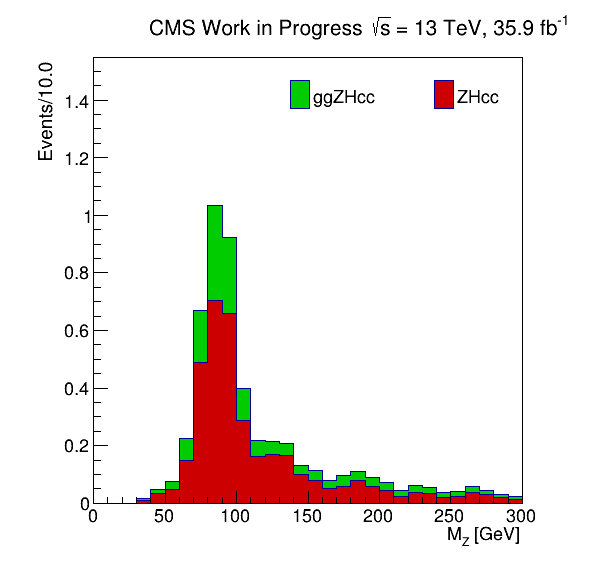 CMS Work in Progress √s = 13 TeV, 35.9 fb⁻¹
Events/10.0
ggZHcc
ZHcc
1.4
1.2
1
0.8
0.6
0.4
0.2
0
0 50 100 150 200 250 300
M_Z [GeV]